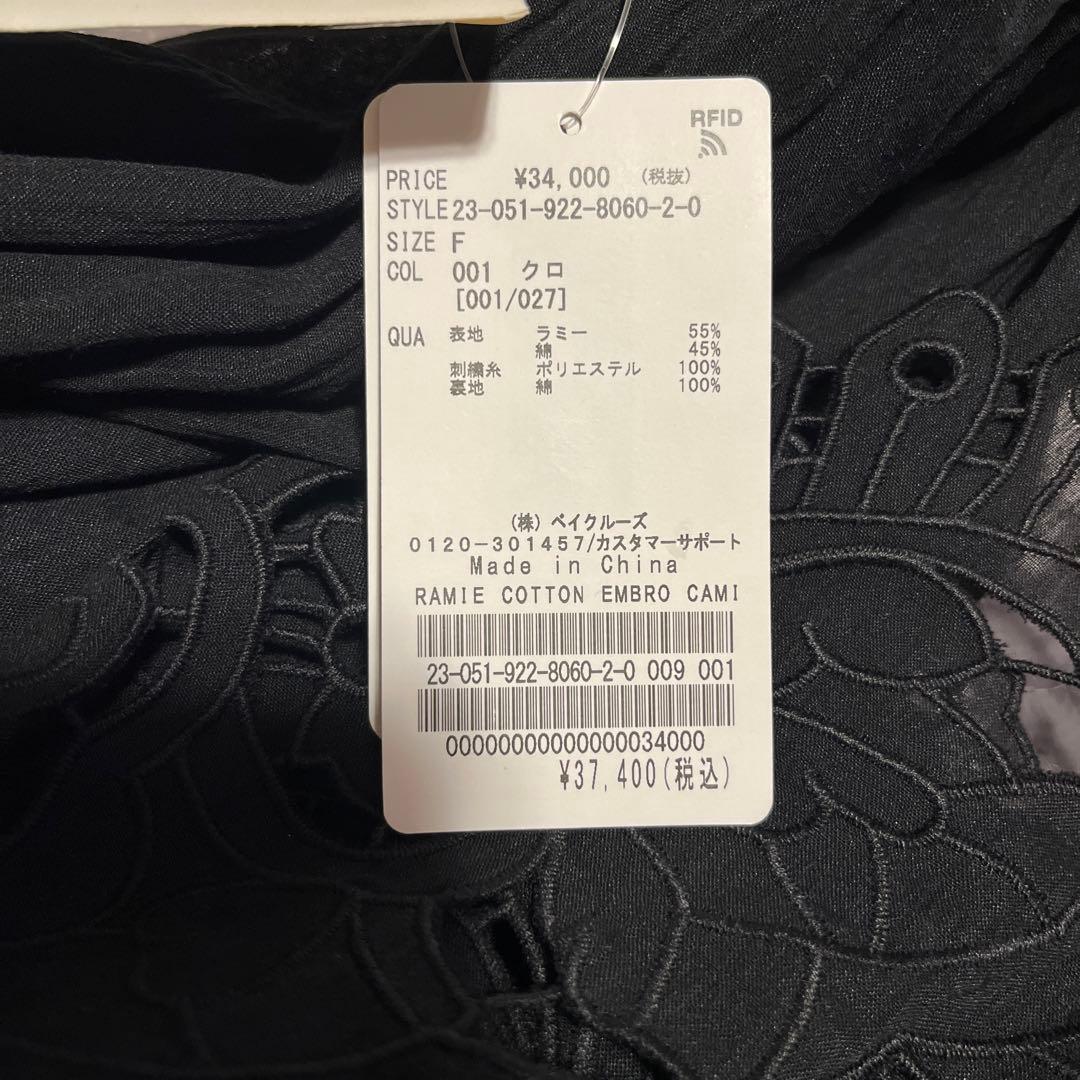 RFID
PRICE ¥34,000 (税抜)
STYLE 23-051-922-8060-2-0
SIZE F
COL 001 クロ
[001/027]
QUA 表地 ラミー 55%
綿 45%
刺繍糸 ポリエステル 100%
裏地 綿 100%
(株) ベイクルーズ
0120-301457/カスタマーサポート
Made in China
RAMIE COTTON EMBRO CAMI
23-051-922-8060-2-0 009 001
00000000000000034000
¥37,400(税込)